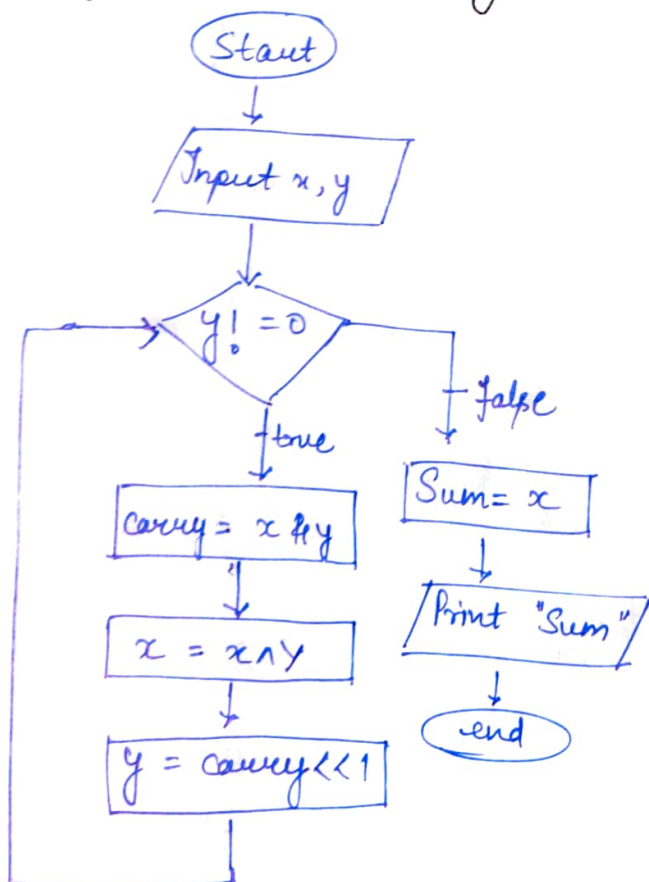 Start
Input x, y
y! = 0
true
false
carry = x & y
Sum = x
x = x ^ y
Print "Sum"
y = carry << 1
end